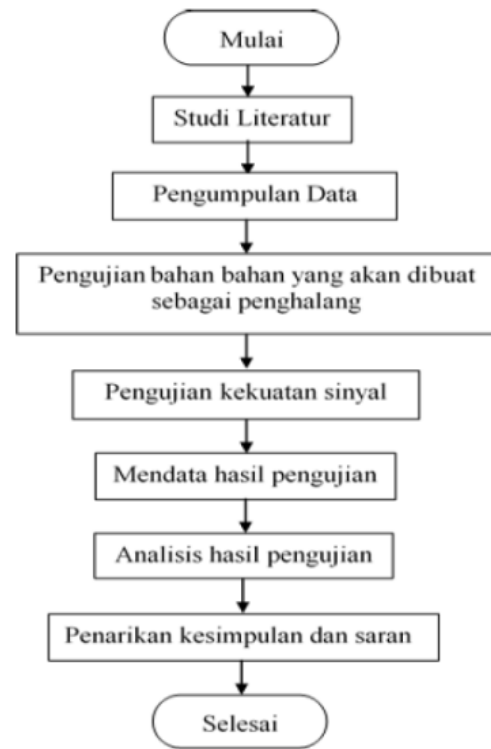 Mulai
Studi Literatur
Pengumpulan Data
Pengujian bahan bahan yang akan dibuat
sebagai penghalang
Pengujian kekuatan sinyal
Mendata hasil pengujian
Analisis hasil pengujian
Penarikan kesimpulan dan saran
Selesai